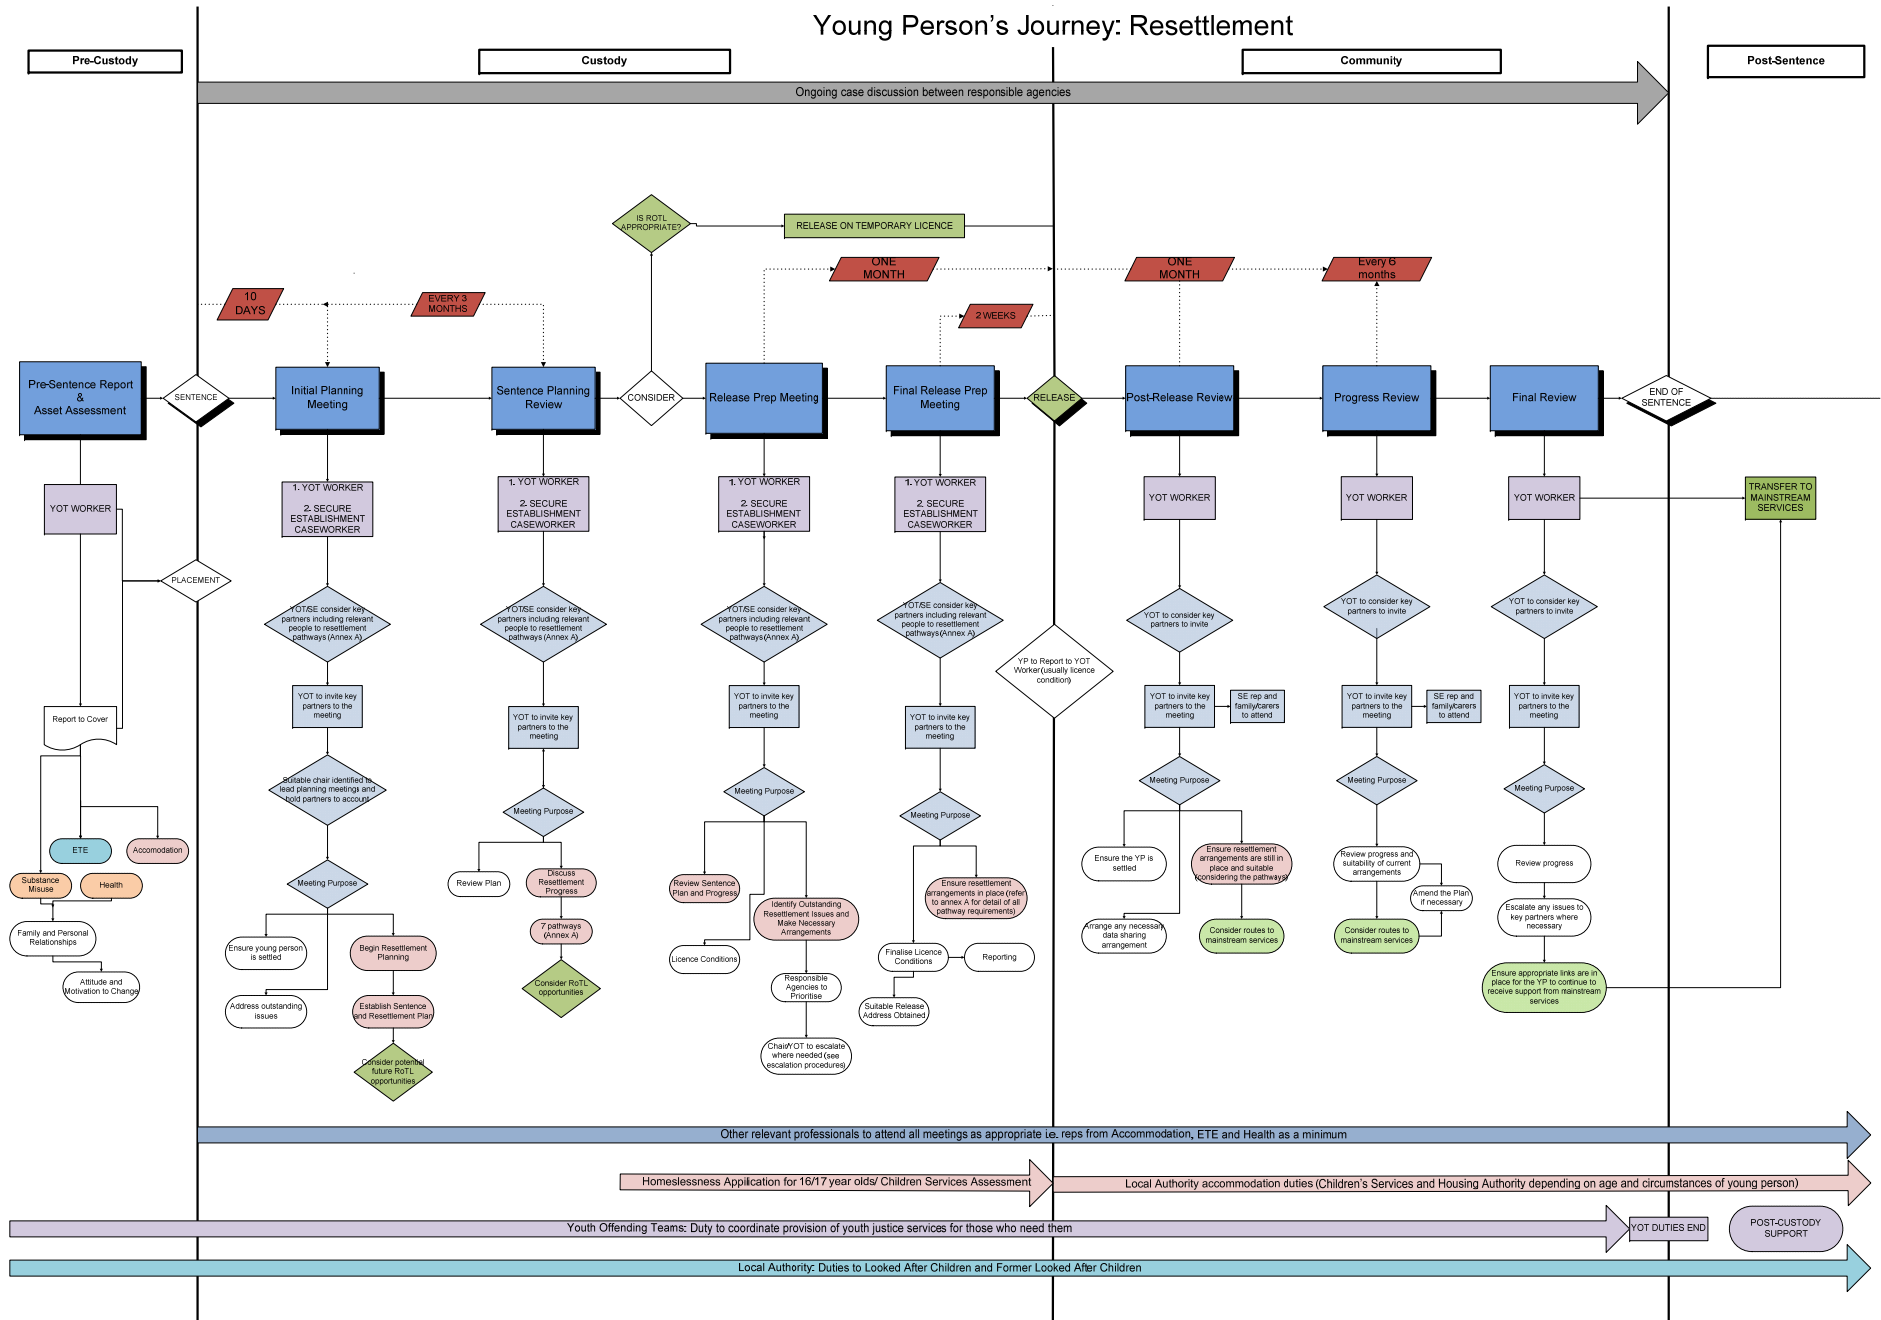 Young Person's Journey: Resettlement
Pre-Custody
Custody
Community
Post-Sentence
Ongoing case discussion between responsible agencies
IS ROTL
APPROPRIATE?
RELEASE ON TEMPORARY LICENCE
ONE
MONTH
ONE
MONTH
Every 6
months
10
DAYS
EVERY 3
MONTHS
2 WEEKS
Pre-Sentence Report
&
Asset Assessment
SENTENCE
Initial Planning
Meeting
Sentence Planning
Review
CONSIDER
Release Prep Meeting
Final Release Prep
Meeting
RELEASE
Post-Release Review
Progress Review
Final Review
END OF
SENTENCE
YOT WORKER
1. YOT WORKER
2. SECURE
ESTABLISHMENT
CASEWORKER
1. YOT WORKER
2. SECURE
ESTABLISHMENT
CASEWORKER
1. YOT WORKER
2. SECURE
ESTABLISHMENT
CASEWORKER
1. YOT WORKER
2. SECURE
ESTABLISHMENT
CASEWORKER
YOT WORKER
YOT WORKER
YOT WORKER
TRANSFER TO
MAINSTREAM
SERVICES
PLACEMENT
YOT/SE consider key
partners including relevant
people to resettlement
pathways (Annex A)
YOT/SE consider key
partners including relevant
people to resettlement
pathways (Annex A)
YOT/SE consider key
partners including relevant
people to resettlement
pathways (Annex A)
YOT/SE consider key
partners including relevant
people to resettlement
pathways (Annex A)
YP to Report to YOT
Worker (usually licence
condition)
YOT to consider key
partners to invite
YOT to consider key
partners to invite
YOT to consider key
partners to invite
Report to Cover
YOT to invite key
partners to the
meeting
YOT to invite key
partners to the
meeting
YOT to invite key
partners to the
meeting
YOT to invite key
partners to the
meeting
YOT to invite key
partners to the
meeting
SE rep and
family/carers
to attend
YOT to invite key
partners to the
meeting
SE rep and
family/carers
to attend
YOT to invite key
partners to the
meeting
Suitable chair identified to
lead planning meetings and
hold partners to account
Meeting Purpose
Meeting Purpose
Meeting Purpose
Meeting Purpose
Meeting Purpose
Meeting Purpose
Meeting Purpose
ETE
Accomodation
Substance
Misuse
Health
Family and Personal
Relationships
Attitude and
Motivation to Change
Ensure young person
is settled
Begin Resettlement
Planning
Address outstanding
issues
Establish Sentence
and Resettlement Plan
Consider potential
future RoTL
opportunities.
Review Plan
Discuss
Resettlement
Progress
7 pathways
(Annex A)
Consider RoTL
opportunities
Review Sentence
Plan and Progress
Identify Outstanding
Resettlement Issues and
Make Necessary
Arrangements
Licence Conditions
Responsible
Agencies to
Prioritise
Chair/YOT to escalate
where needed (see
escalation procedures)
Ensure resettlement
arrangements in place (refer
to annex A for detail of all
pathway requirements)
Finalise Licence
Conditions
Reporting
Suitable Release
Address Obtained
Ensure the YP is
settled
Ensure resettlement
arrangements are still in
place and suitable
(considering the pathways)
Arrange any necessary
data sharing
arrangement
Consider routes to
mainstream services
Review progress and
suitability of current
arrangements
Amend the Plan
if necessary
Consider routes to
mainstream services
Review progress
Escalate any issues to
key partners where
necessary
Ensure appropriate links are in
place for the YP to continue to
receive support from mainstream
services
Other relevant professionals to attend all meetings as appropriate i.e. reps from Accommodation, ETE and Health as a minimum
Homeslessness Application for 16/17 year olds/ Children Services Assessment
Local Authority accommodation duties (Children's Services and Housing Authority depending on age and circumstances of young person)
Youth Offending Teams: Duty to coordinate provision of youth justice services for those who need them
YOT DUTIES END
POST-CUSTODY
SUPPORT
Local Authority: Duties to Looked After Children and Former Looked After Children